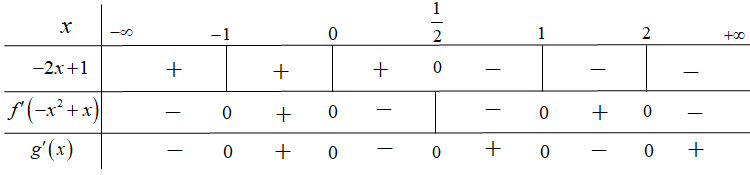 x −∞ −1 0 1/2 1 2 +∞
−2x+1 + + + 0 − − −
f′(−x²+x) − 0 + 0 − − 0 + 0 −
g′(x) − 0 + 0 − 0 + 0 − 0 +